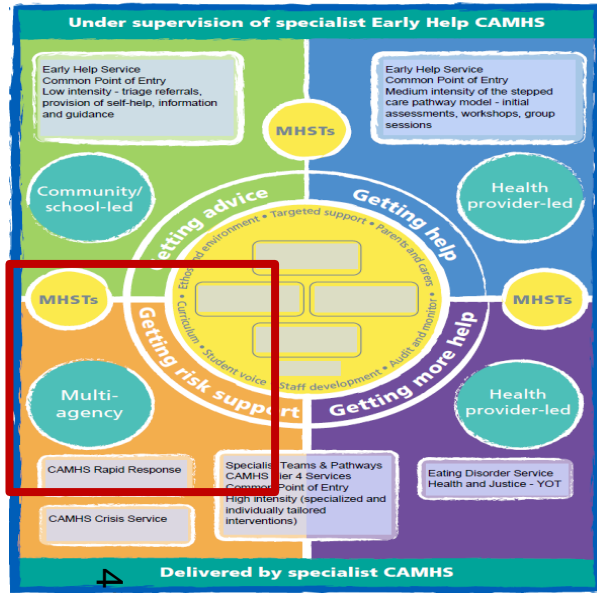 Under supervision of specialist Early Help CAMHS
Early Help Service
Common Point of Entry
Low intensity - triage referrals,
provision of self-help, information
and guidance
Early Help Service
Common Point of Entry
Medium intensity of the stepped
care pathway model - initial
assessments, workshops, group
sessions
MHSTs
Community/
school-led
Health
provider-led
Getting advice
Getting help
Ethos and environment • Targeted support • Parents and carers •
Audit and monitor • Staff development • Student voice • Curriculum •
MHSTs
MHSTs
Getting risk support
Getting more help
Multi-
agency
Health
provider-led
CAMHS Rapid Response
CAMHS Crisis Service
Specialist Teams & Pathways
CAMHS Tier 4 Services
Common Point of Entry
High intensity (specialized and
individually tailored
interventions)
Eating Disorder Service
Health and Justice - YOT
4
Delivered by specialist CAMHS